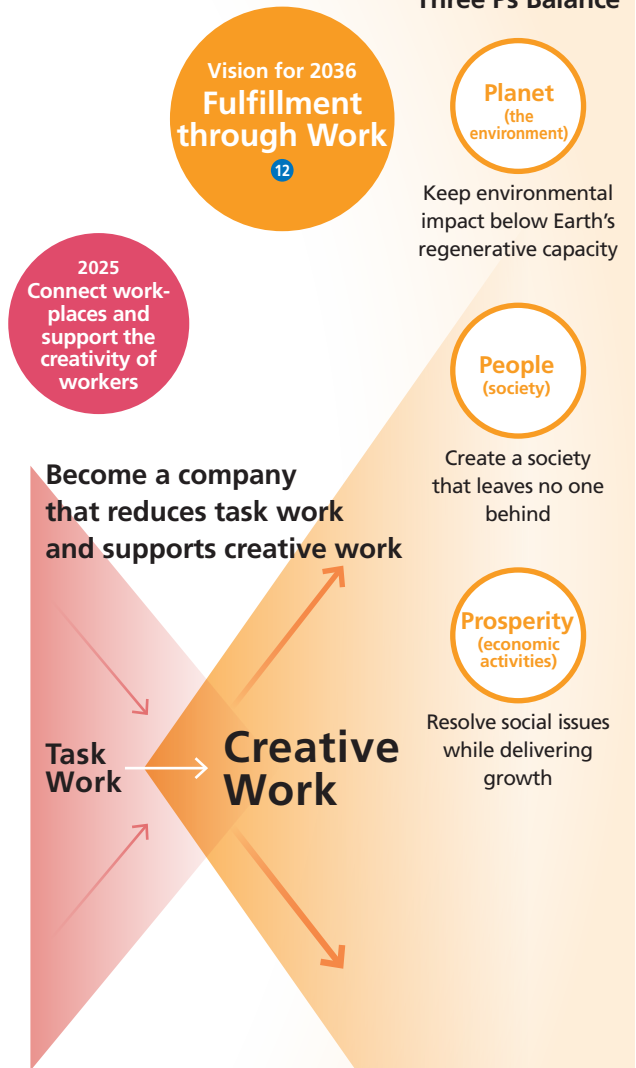 Three Ps Balance
Vision for 2036
Fulfillment
through Work
12
Planet
(the
environment)
Keep environmental
impact below Earth's
regenerative capacity
2025
Connect work-
places and
support the
creativity of
workers
People
(society)
Create a society
that leaves no one
behind
Become a company
that reduces task work
and supports creative work
Prosperity
(economic
activities)
Resolve social issues
while delivering
growth
Task
Work
Creative
Work